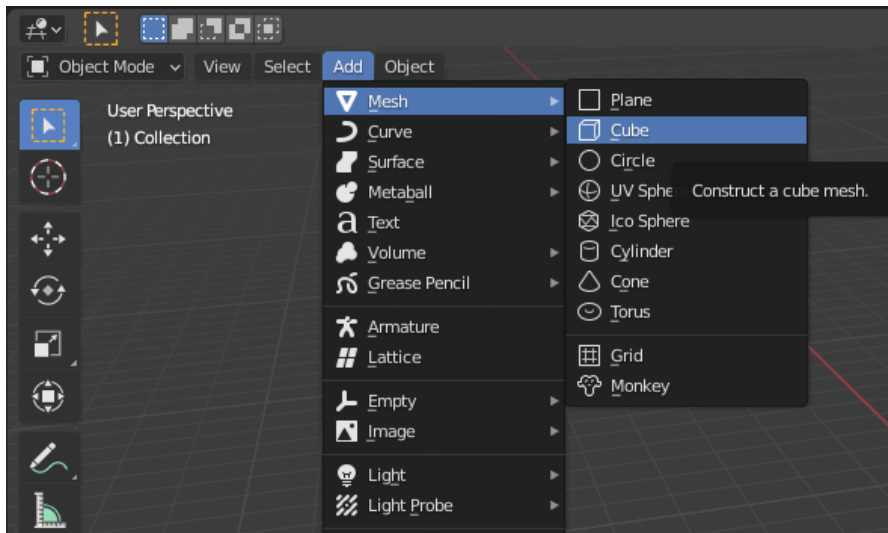 Object Mode View Select Add Object
User Perspective
(1) Collection
Mesh
Curve
Surface
Metaball
Text
Volume
Grease Pencil
Armature
Lattice
Empty
Image
Light
Light Probe
Plane
Cube
Circle
UV Sphe
Construct a cube mesh.
Ico Sphere
Cylinder
Cone
Torus
Grid
Monkey